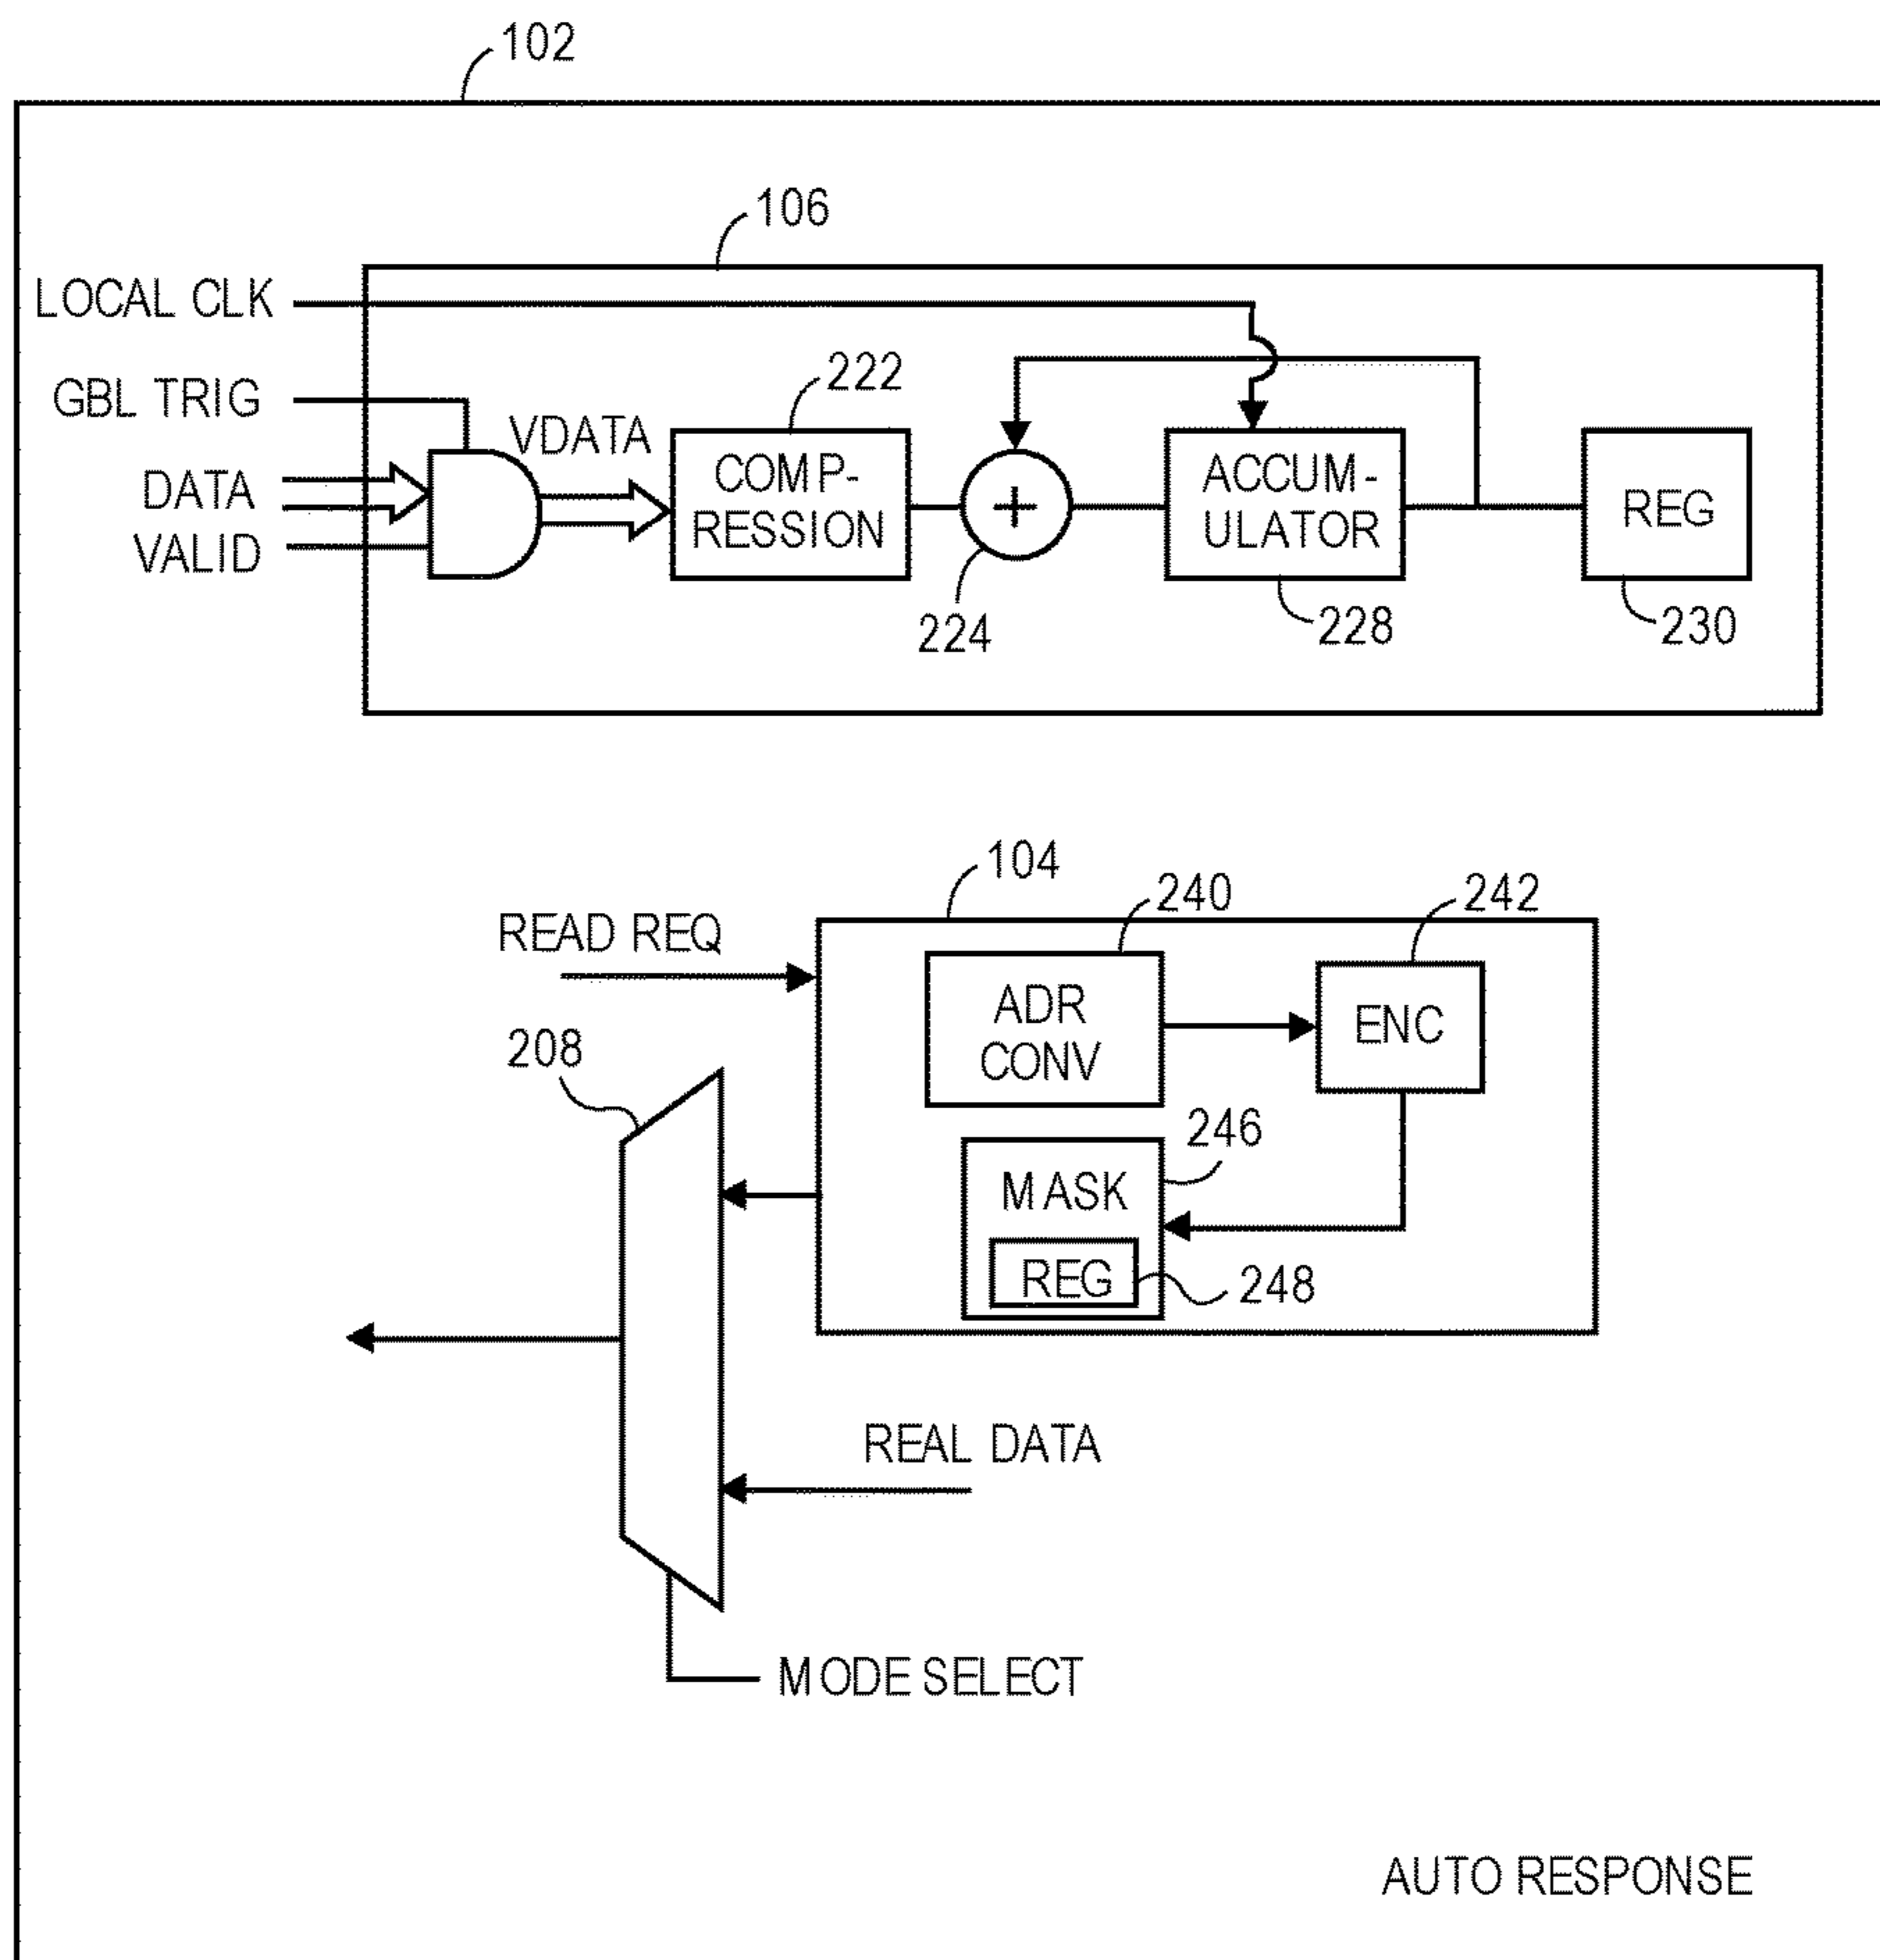 102
106
LOCAL CLK
GBL TRIG
DATA
VALID
VDATA
222
COMP-
RESSION
+
224
ACCUM-
ULATOR
228
REG
230
104
240
242
READ REQ
ADR
CONV
ENC
208
246
MASK
REG
248
REAL DATA
MODE SELECT
AUTO RESPONSE